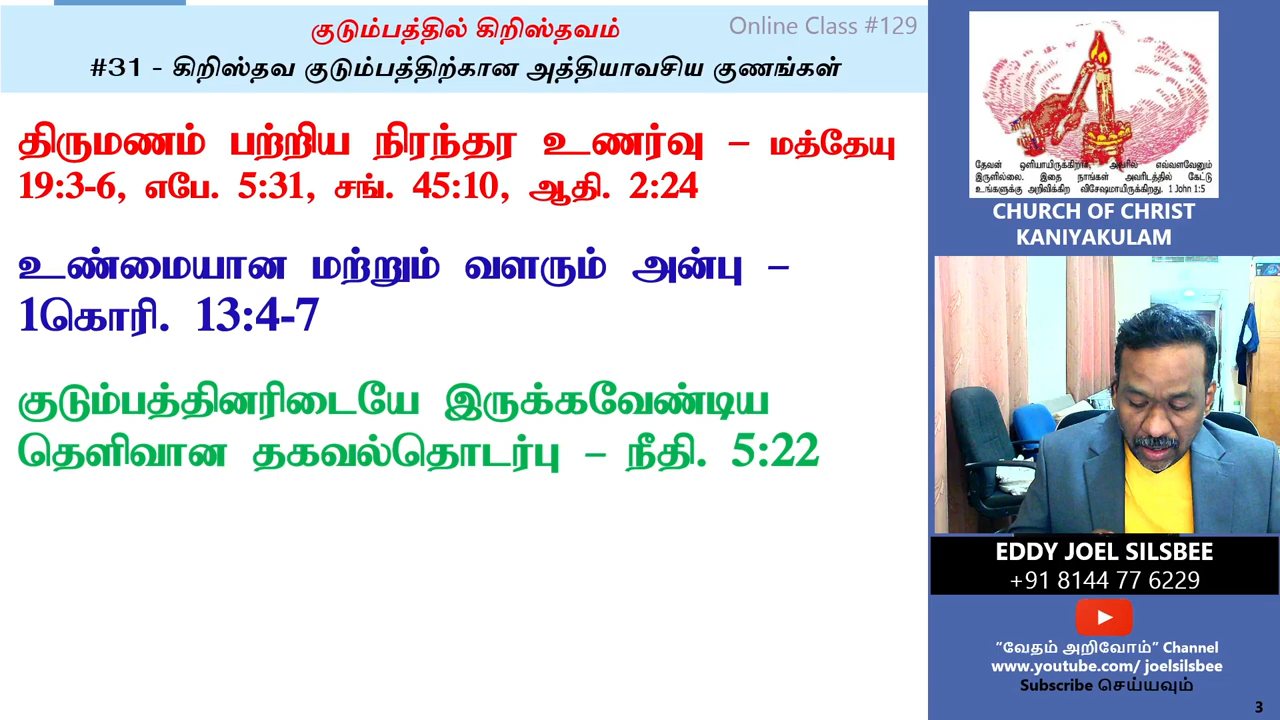 குடும்பத்தில் கிறிஸ்தவம்
Online Class #129
#31 - கிறிஸ்தவ குடும்பத்திற்கான அத்தியாவசிய குணங்கள்
திருமணம் பற்றிய நிரந்தர உணர்வு – மத்தேயு
19:3-6, எபே. 5:31, சங். 45:10, ஆதி. 2:24
உண்மையான மற்றும் வளரும் அன்பு –
1கொரி. 13:4-7
குடும்பத்தினரிடையே இருக்கவேண்டிய
தெளிவான தகவல்தொடர்பு – நீதி. 5:22
தேவன் ஒளியாயிருக்கிறார், அவரில் எவ்வளவேனும்
இருளில்லை. இதை நாங்கள் அவரிடத்தில் கேட்டு
உங்களுக்கு அறிவிக்கிற விசேஷமாயிருக்கிறது. 1 John 1:5
CHURCH OF CHRIST
KANIYAKULAM
EDDY JOEL SILSBEE
+91 8144 77 6229
"வேதம் அறிவோம்" Channel
www.youtube.com/ joelsilsbee
Subscribe செய்யவும்
3